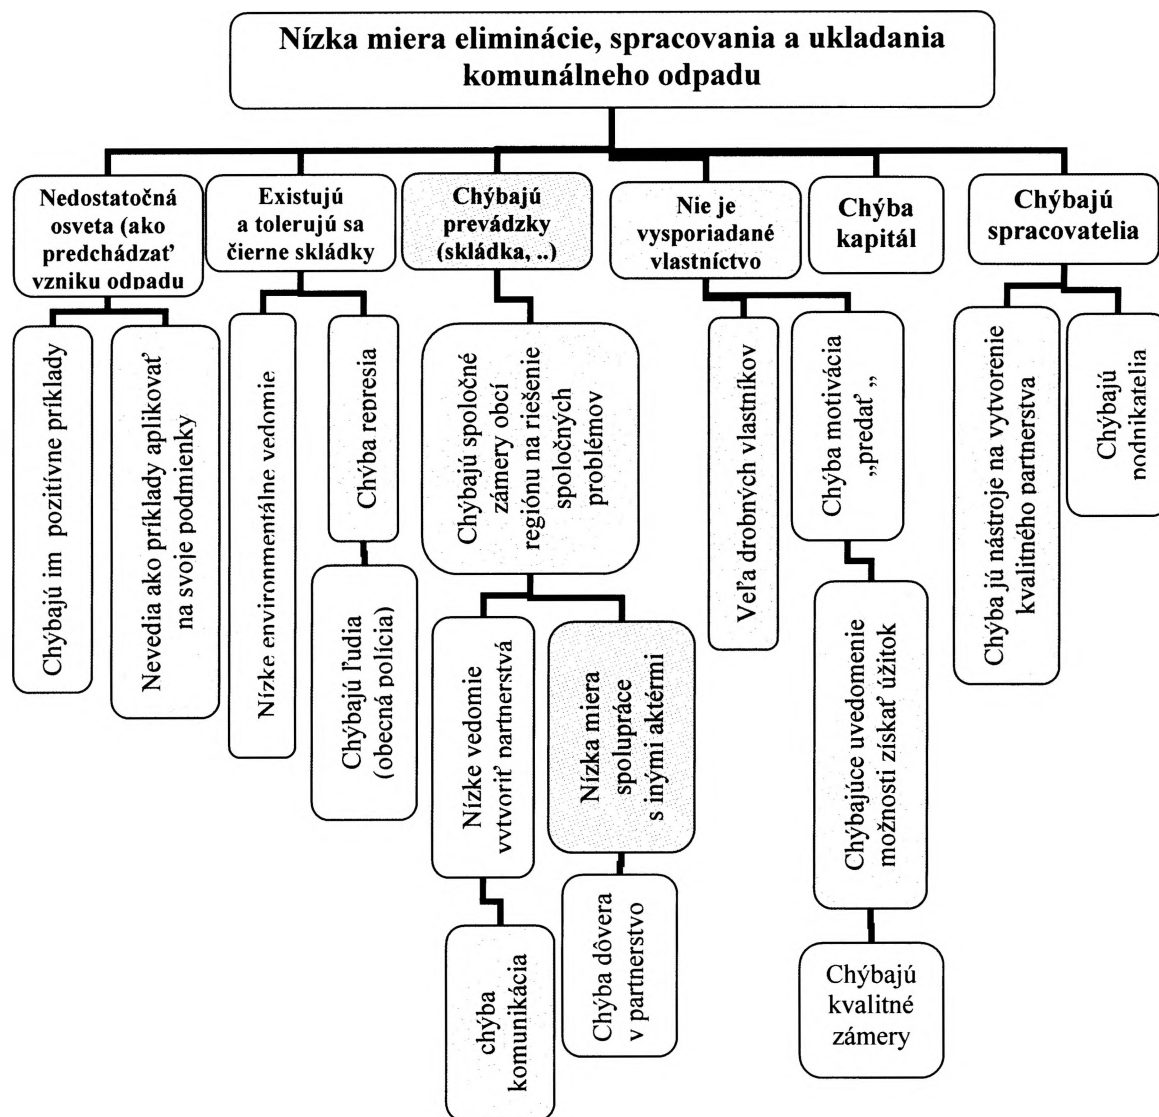 Nízka miera eliminácie, spracovania a ukladania
komunálneho odpadu
Nedostatočná
osveta (ako
predchádzať
vzniku odpadu
Existujú
a tolerujú sa
čierne skládky
Chýbajú
prevádzky
(skládka, ..)
Nie je
vysporiadané
vlastníctvo
Chýba
kapitál
Chýbajú
spracovatelia
Chýbajú im pozitívne príklady
Nevedia ako príklady aplikovať
na svoje podmienky
Nízke environmentálne vedomie
Chýba represia
Chýbajú spoločné
zámery obcí
regiónu na riešenie
spoločných
problémov
Veľa drobných vlastníkov
Chýba motivácia
„predať „
Chýba jú nástroje na vytvorenie
kvalitného partnerstva
Chýbajú
podnikatelia
Chýbajú ľudia
(obecná polícia)
Nízke vedomie
vytvoriť partnerstvá
Nízka miera
spolupráce
s inými aktérmi
Chýbajúce uvedomenie
možnosti získať úžitok
chýba
komunikácia
Chýba dôvera
v partnerstvo
Chýbajú
kvalitné
zámery